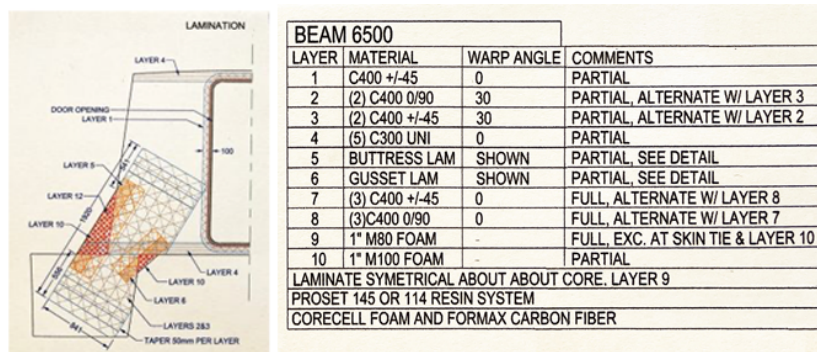 LAMINATION
LAYER 4
DOOR OPENING
LAYER 1
100
LAYER 5
641
LAYER 12
1920
LAYER 10
938
LAYER 4
LAYER 10
LAYER 6
LAYERS 2&3
641
TAPER 50mm PER LAYER
BEAM 6500
LAYER MATERIAL WARP ANGLE COMMENTS
1 C400 +/-45 0 PARTIAL
2 (2) C400 0/90 30 PARTIAL, ALTERNATE W/ LAYER 3
3 (2) C400 +/-45 30 PARTIAL, ALTERNATE W/ LAYER 2
4 (5) C300 UNI 0 PARTIAL
5 BUTTRESS LAM SHOWN PARTIAL, SEE DETAIL
6 GUSSET LAM SHOWN PARTIAL, SEE DETAIL
7 (3) C400 +/-45 0 FULL, ALTERNATE W/ LAYER 8
8 (3)C400 0/90 0 FULL, ALTERNATE W/ LAYER 7
9 1" M80 FOAM - FULL, EXC. AT SKIN TIE & LAYER 10
10 1" M100 FOAM - PARTIAL
LAMINATE SYMETRICAL ABOUT ABOUT CORE. LAYER 9
PROSET 145 OR 114 RESIN SYSTEM
CORECELL FOAM AND FORMAX CARBON FIBER